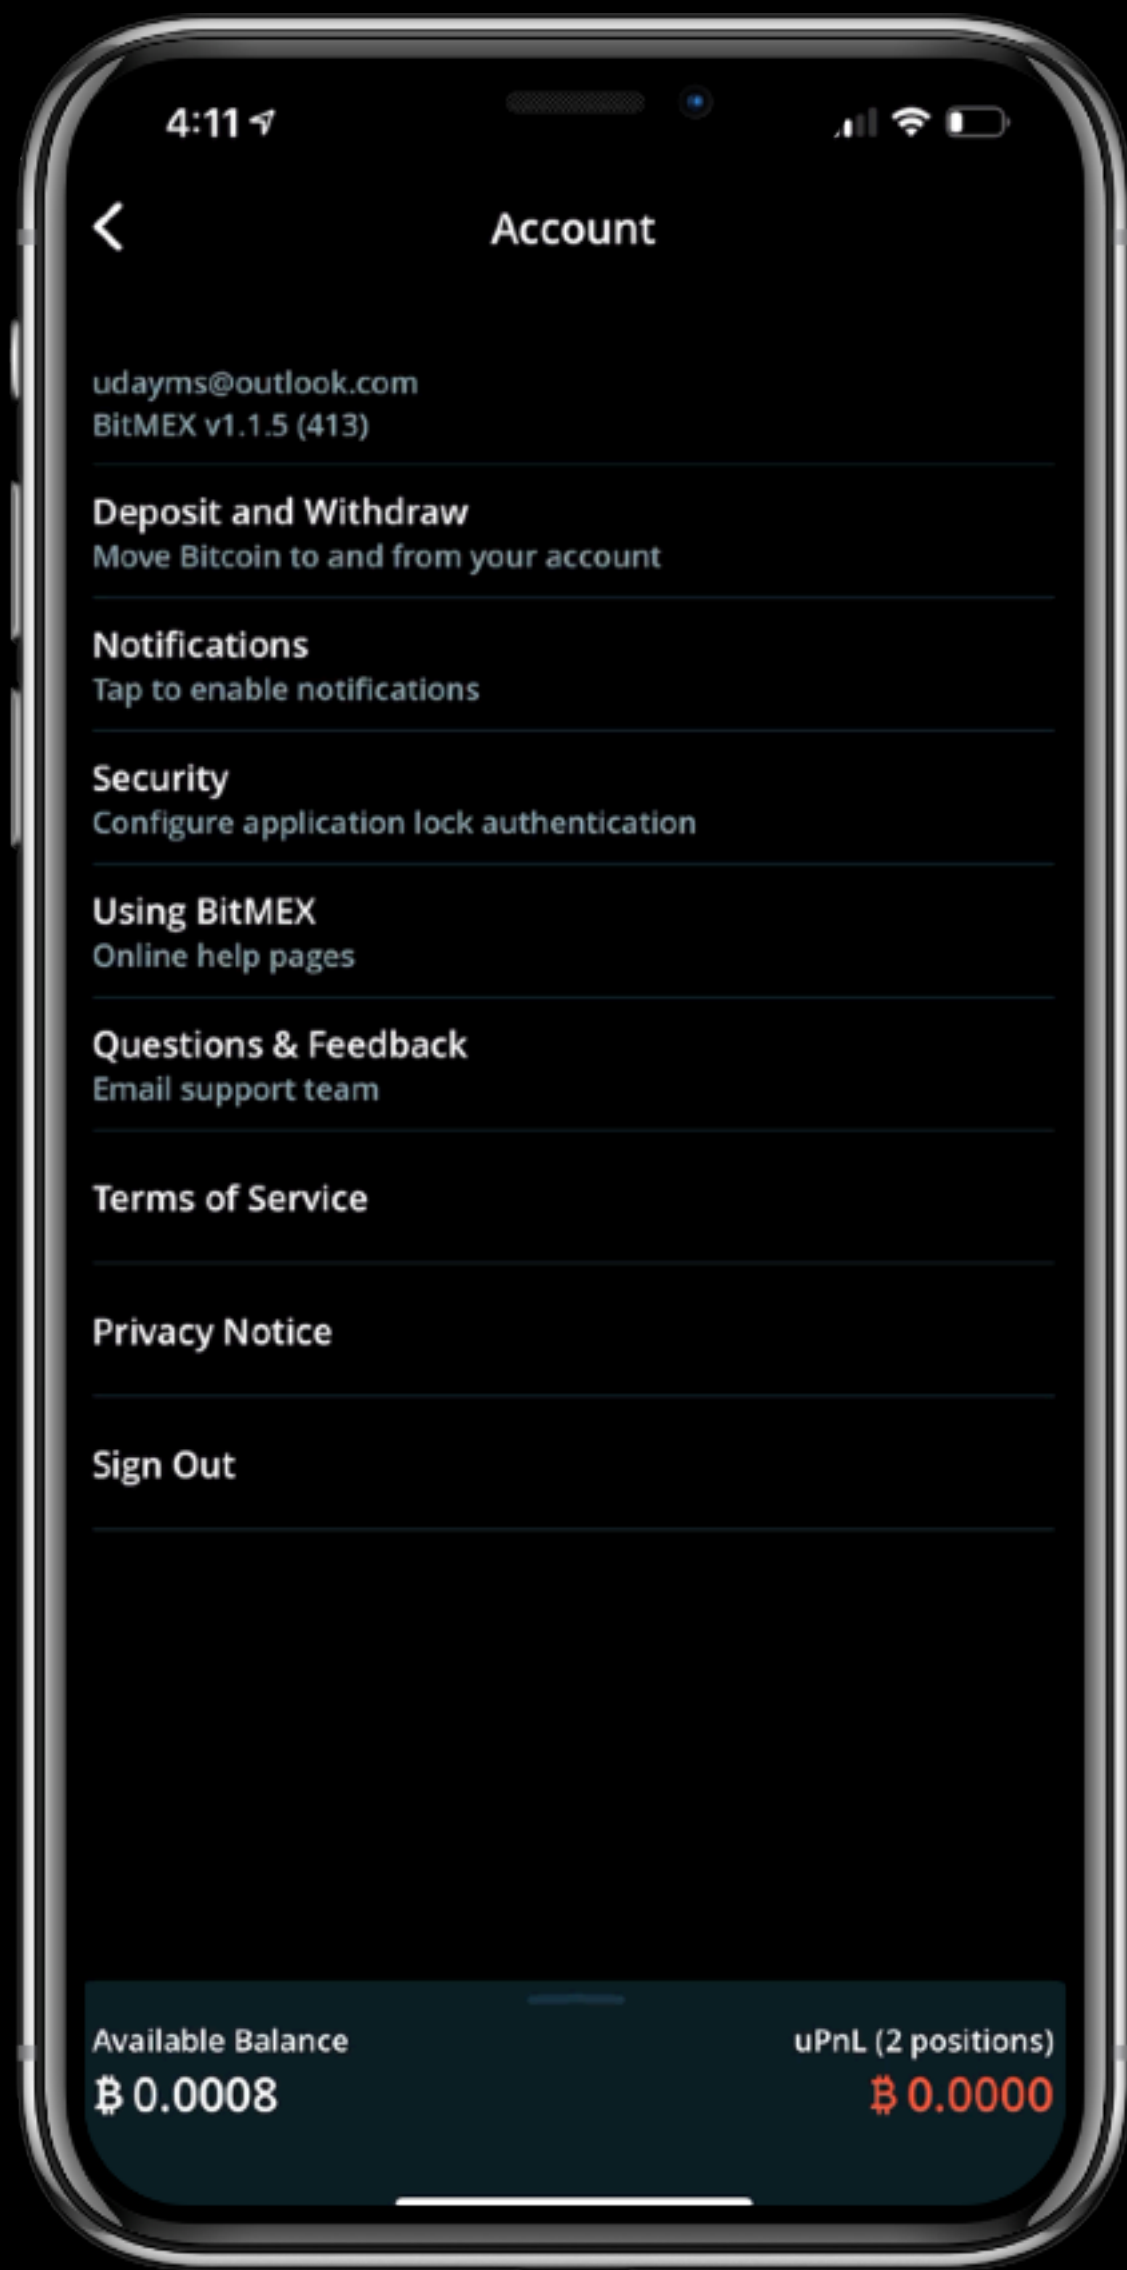 4:11
Account
udayms@outlook.com
BitMEX v1.1.5 (413)
Deposit and Withdraw
Move Bitcoin to and from your account
Notifications
Tap to enable notifications
Security
Configure application lock authentication
Using BitMEX
Online help pages
Questions & Feedback
Email support team
Terms of Service
Privacy Notice
Sign Out
Available Balance
₿ 0.0008
uPnL (2 positions)
₿ 0.0000